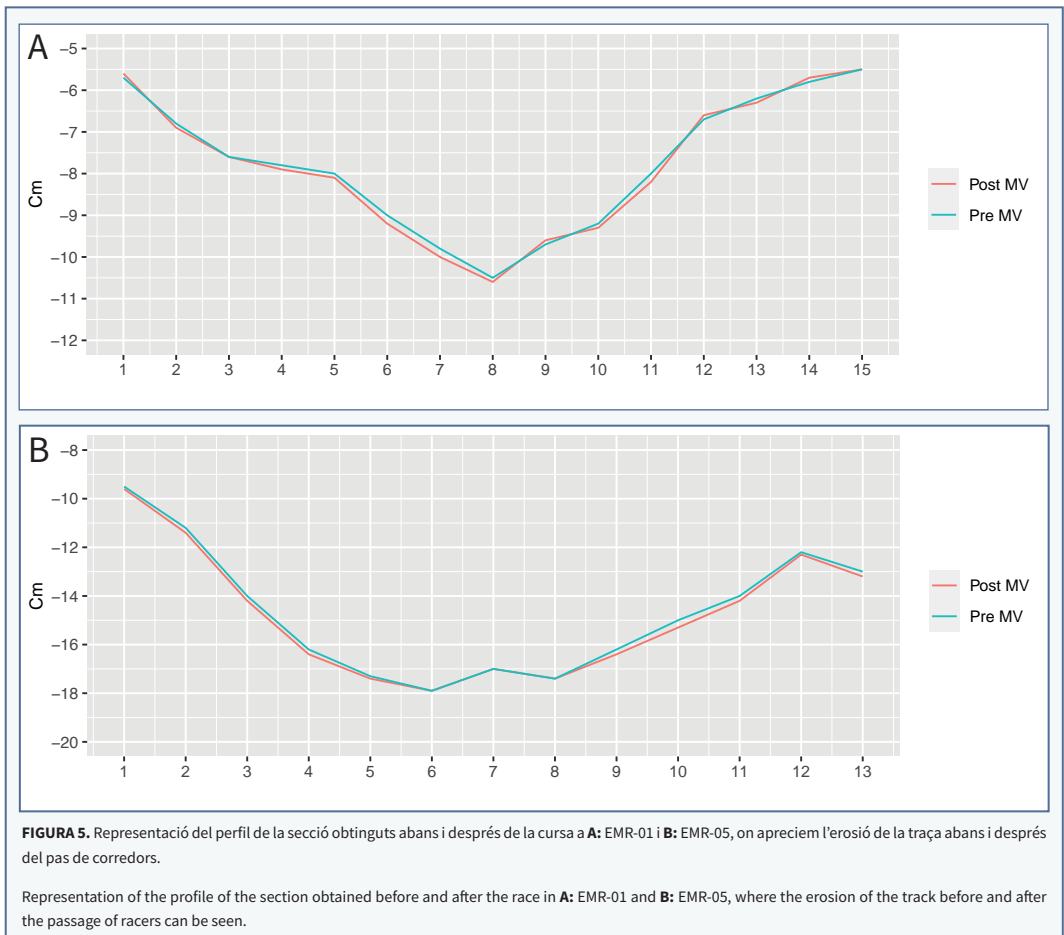 A
−5
−6
−7
−8
−9
−10
−11
−12
Cm
1 2 3 4 5 6 7 8 9 10 11 12 13 14 15
Post MV
Pre MV
B
−8
−10
−12
−14
−16
−18
−20
Cm
1 2 3 4 5 6 7 8 9 10 11 12 13
Post MV
Pre MV
FIGURA 5. Representació del perfil de la secció obtinguts abans i després de la cursa a A: EMR-01 i B: EMR-05, on apreciem l’erosió de la traça abans i després
del pas de corredors.
Representation of the profile of the section obtained before and after the race in A: EMR-01 and B: EMR-05, where the erosion of the track before and after
the passage of racers can be seen.